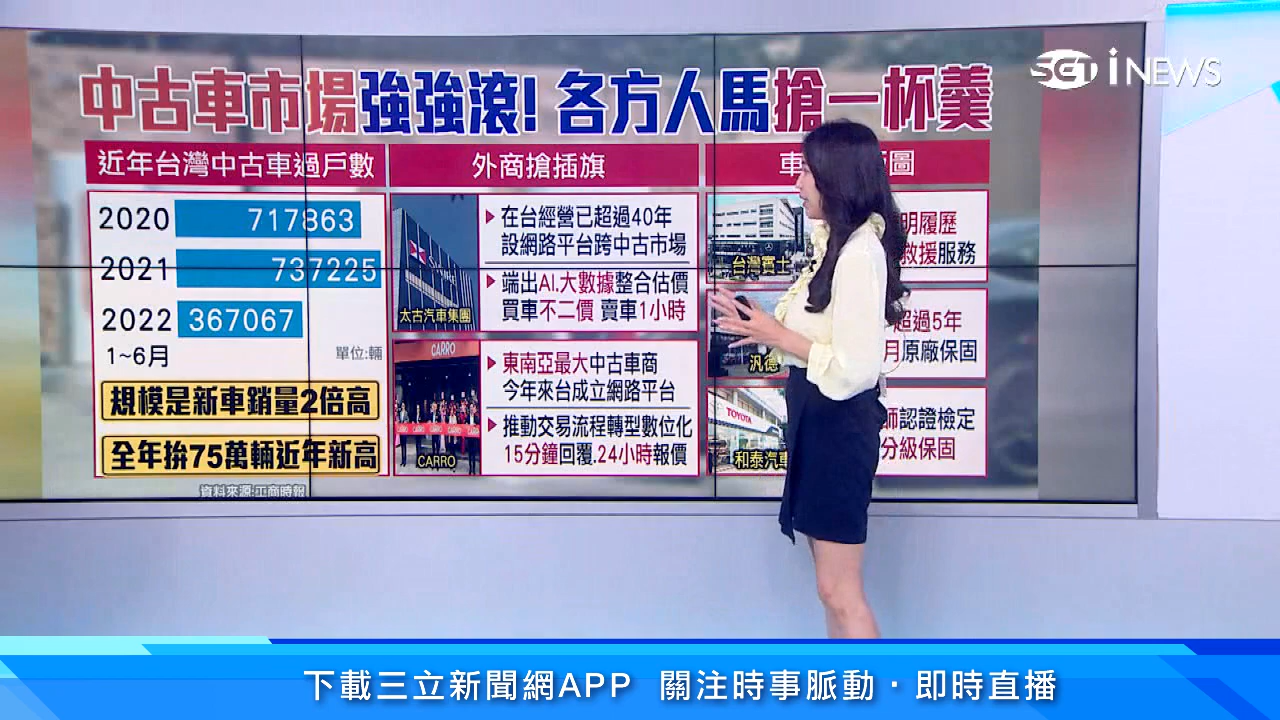 SET iNEWS
中古車市場強強滾! 各方人馬搶一杯羹
近年台灣中古車過戶數
2020 717863
2021 737225
2022 367067
1~6月
單位:輛
規模是新車銷量2倍高
全年拚75萬輛近年新高
資料來源:工商時報
外商搶插旗
太古汽車集團
在台經營已超過40年
設網路平台跨中古市場
端出AI.大數據整合估價
買車不二價 賣車1小時
CARRO
CARRO
東南亞最大中古車商
今年來台成立網路平台
推動交易流程轉型數位化
15分鐘回覆.24小時報價
車
圖
台灣賓士
明履歷
救援服務
汎德
超過5年
月原廠保固
TOYOTA
和泰汽車
師認證檢定
分級保固
下載三立新聞網APP 關注時事脈動・即時直播